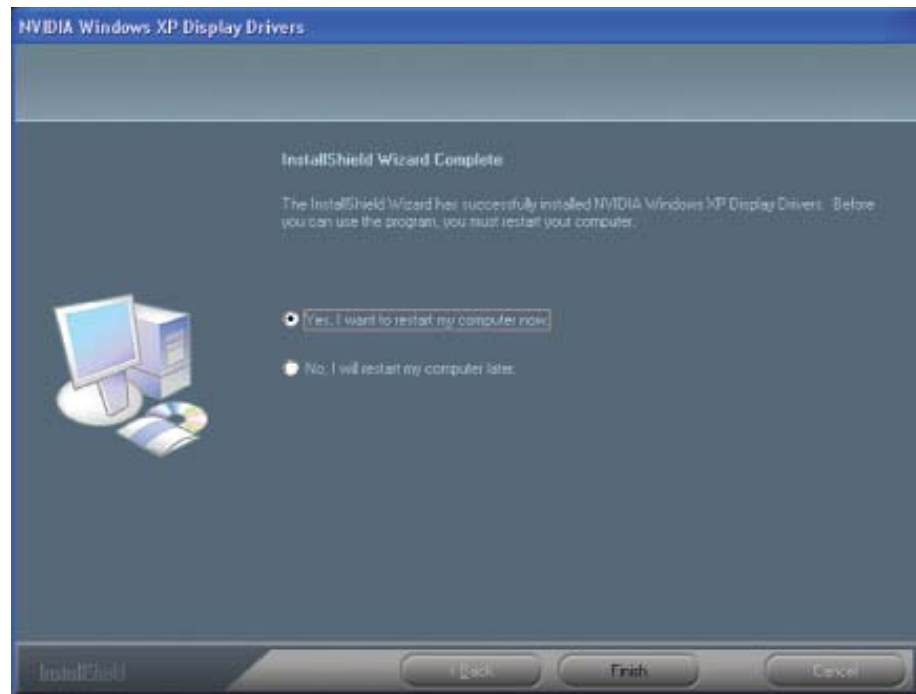 NVIDIA Windows XP Display Drivers
InstallShield Wizard Complete
The InstallShield Wizard has successfully installed NVIDIA Windows XP Display Drivers. Before
you can use the program, you must restart your computer.
Yes, I want to restart my computer now.
No, I will restart my computer later.
InstallShield
< Back
Finish
Cancel